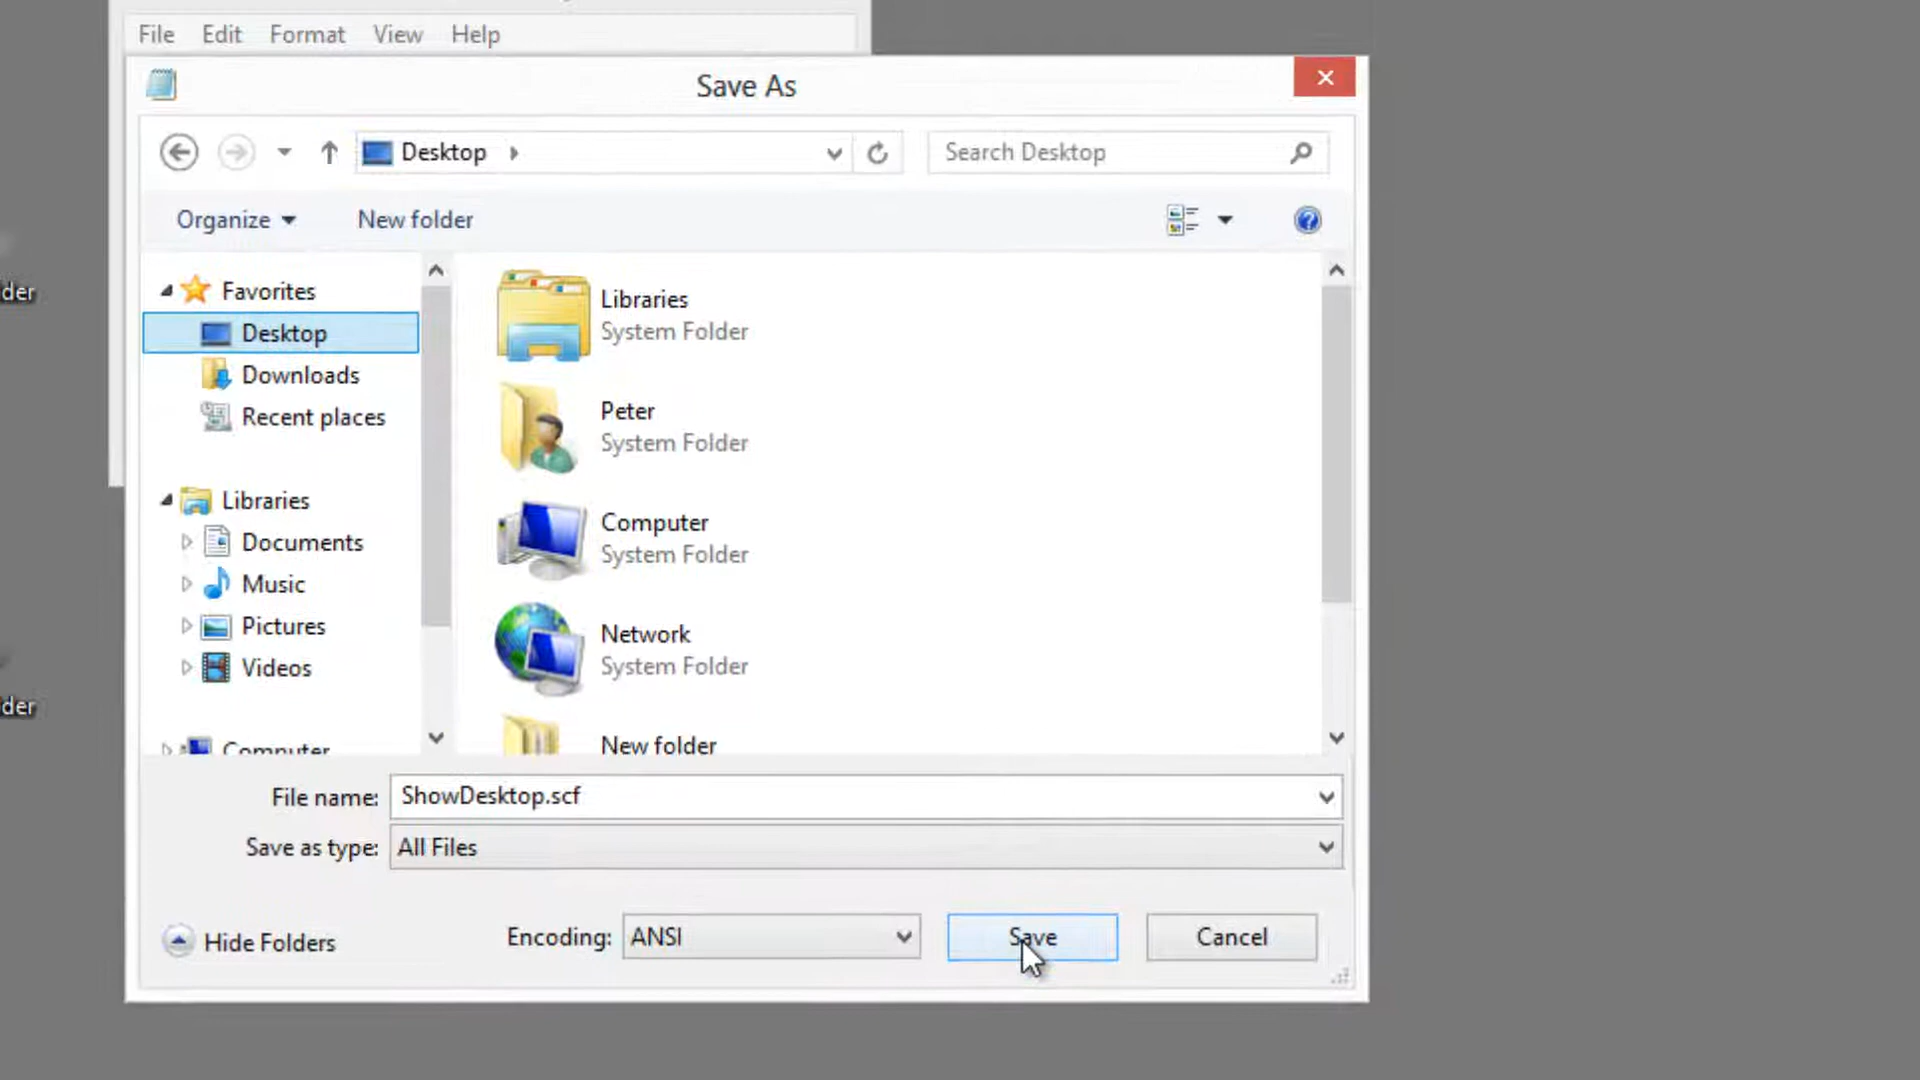 File Edit Format View Help
Save As
Desktop
Search Desktop
Organize New folder
Favorites
Desktop
Downloads
Recent places
Libraries
Documents
Music
Pictures
Videos
Computer
Libraries
System Folder
Peter
System Folder
Computer
System Folder
Network
System Folder
New folder
File name: ShowDesktop.scf
Save as type: All Files
Hide Folders
Encoding: ANSI
Save
Cancel
der
der